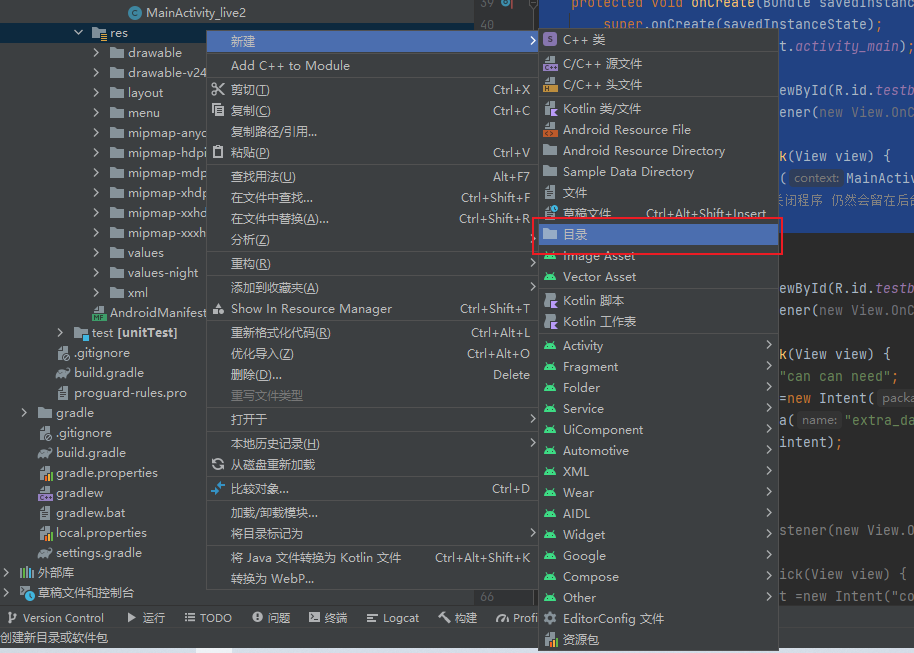 MainActivity_live2
res
drawable
drawable-v24
layout
menu
mipmap-anyd
mipmap-hdpi
mipmap-mdp
mipmap-xhdp
mipmap-xxhd
mipmap-xxxh
values
values-night
xml
AndroidManifest
test [unitTest]
.gitignore
build.gradle
proguard-rules.pro
gradle
.gitignore
build.gradle
gradle.properties
gradlew
gradlew.bat
local.properties
settings.gradle
外部库
草稿文件和控制台
新建
Add C++ to Module
剪切(T) Ctrl+X
复制(C) Ctrl+C
复制路径/引用...
粘贴(P) Ctrl+V
查找用法(U) Alt+F7
在文件中查找... Ctrl+Shift+F
在文件中替换(A)... Ctrl+Shift+R
分析(Z)
重构(R)
添加到收藏夹(A)
Show In Resource Manager Ctrl+Shift+T
重新格式化代码(R) Ctrl+Alt+L
优化导入(Z) Ctrl+Alt+O
删除(D)... Delete
重写文件类型
打开于
本地历史记录(H)
从磁盘重新加载
比较对象... Ctrl+D
加载/卸载模块...
将目录标记为
将 Java 文件转换为 Kotlin 文件 Ctrl+Alt+Shift+K
转换为 WebP...
C++ 类
C/C++ 源文件
C/C++ 头文件
Kotlin 类/文件
Android Resource File
Android Resource Directory
Sample Data Directory
文件
草稿文件 Ctrl+Alt+Shift+Insert
目录
Image Asset
Vector Asset
Kotlin 脚本
Kotlin 工作表
Activity
Fragment
Folder
Service
UiComponent
Automotive
XML
Wear
AIDL
Widget
Google
Compose
Other
EditorConfig 文件
资源包
39
40
66
protected void onCreate(Bundle savedInstanc
super.onCreate(savedInstanceState);
t.activity_main);
ewById(R.id.testb
ener(new View.OnC
k(View view) {
( context: MainActiv
关闭程序 仍然会留在后台
ewById(R.id.testb
ener(new View.OnC
k(View view) {
"can can need";
=new Intent( packa
a( name: "extra_da
intent);
stener(new View.O
ick(View view) {
t =new Intent("co
Version Control 运行 TODO 问题 终端 Logcat 构建 Profi
创建新目录或软件包